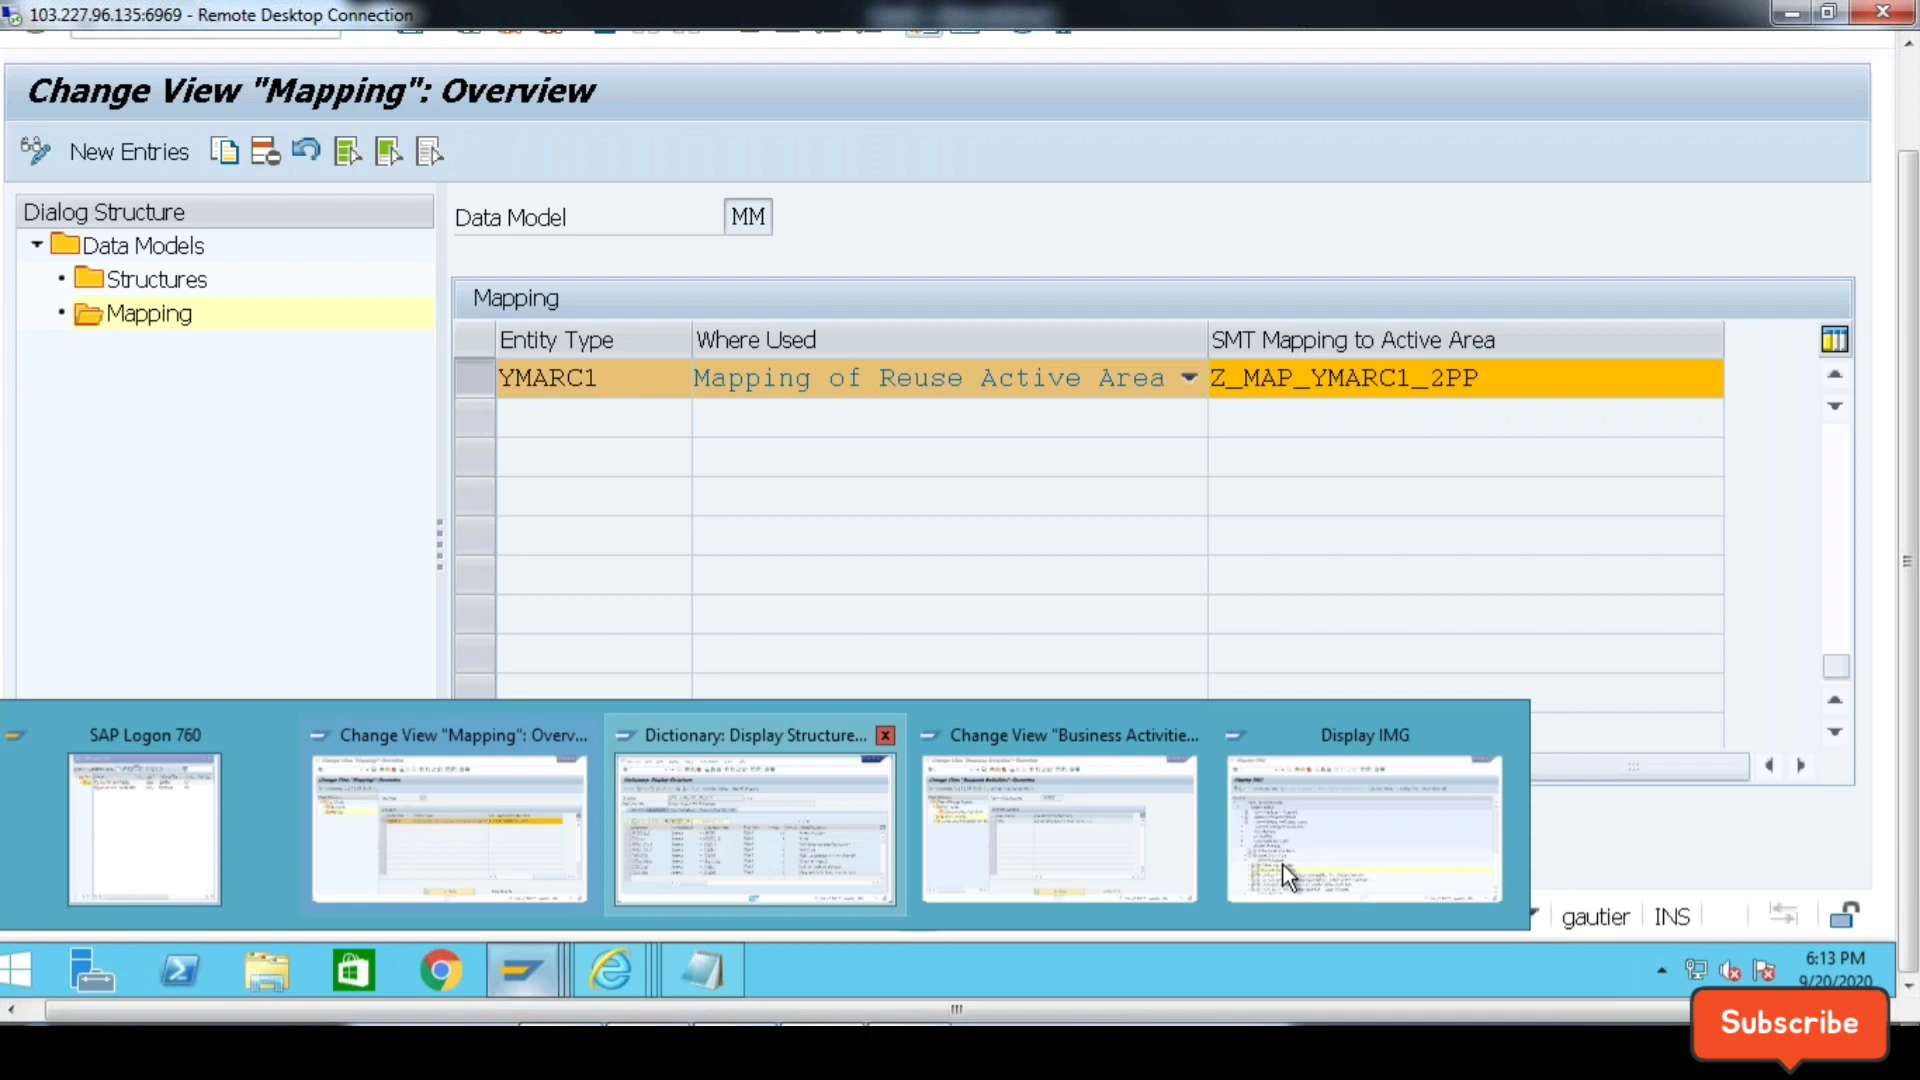 103.227.96.135:6969 - Remote Desktop Connection
Change View "Mapping": Overview
New Entries
Dialog Structure
Data Models
Structures
Mapping
Data Model MM
Mapping
Entity Type Where Used SMT Mapping to Active Area
YMARC1 Mapping of Reuse Active Area Z_MAP_YMARC1_2PP
SAP Logon 760
Change View "Mapping": Overv...
Dictionary: Display Structure...
Change View "Business Activitie...
Display IMG
gautier INS
6:13 PM
9/20/2020
Subscribe